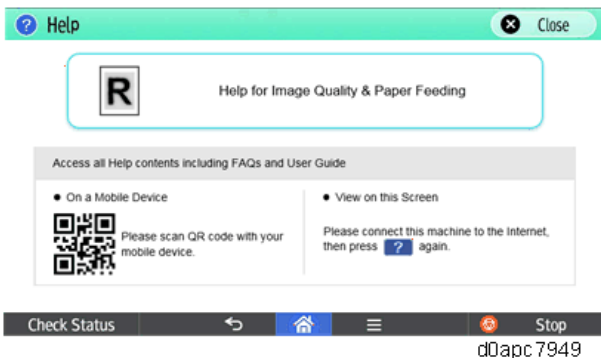 ? Help
Close
R
Help for Image Quality & Paper Feeding
Access all Help contents including FAQs and User Guide
● On a Mobile Device
Please scan QR code with your
mobile device.
● View on this Screen
Please connect this machine to the Internet,
then press ? again.
Check Status
Stop
d0apc7949